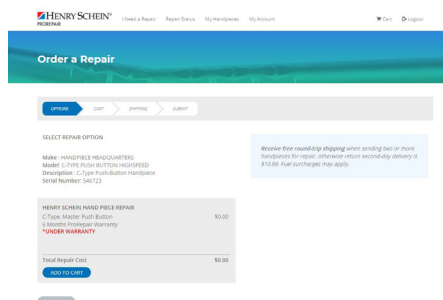 HENRY SCHEIN®
PROREPAIR
I Need a Repair
Repair Status
My Handpieces
My Account
Cart
Logout
Order a Repair
OPTIONS
CART
SHIPPING
SUBMIT
SELECT REPAIR OPTION
Make : HANDPIECE HEADQUARTERS
Model: C-TYPE PUSH BUTTON HIGHSPEED
Description : C-Type Push-Button Handpiece
Serial Number: 546723
Receive free round-trip shipping when sending two or more
handpieces for repair, otherwise return second-day delivery is
$10.99. Fuel surcharges may apply.
HENRY SCHEIN HAND PIECE REPAIR
C-Type, Master Push Button $0.00
6 Months ProRepair Warranty
*UNDER WARRANTY
Total Repair Cost $0.00
ADD TO CART